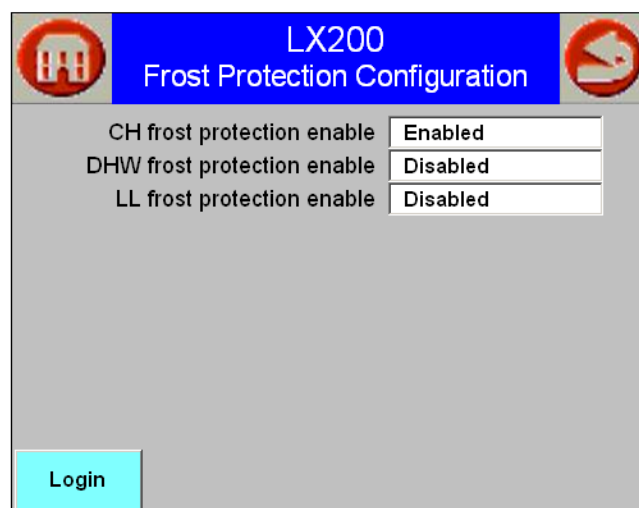 LX200
Frost Protection Configuration
CH frost protection enable Enabled
DHW frost protection enable Disabled
LL frost protection enable Disabled
Login